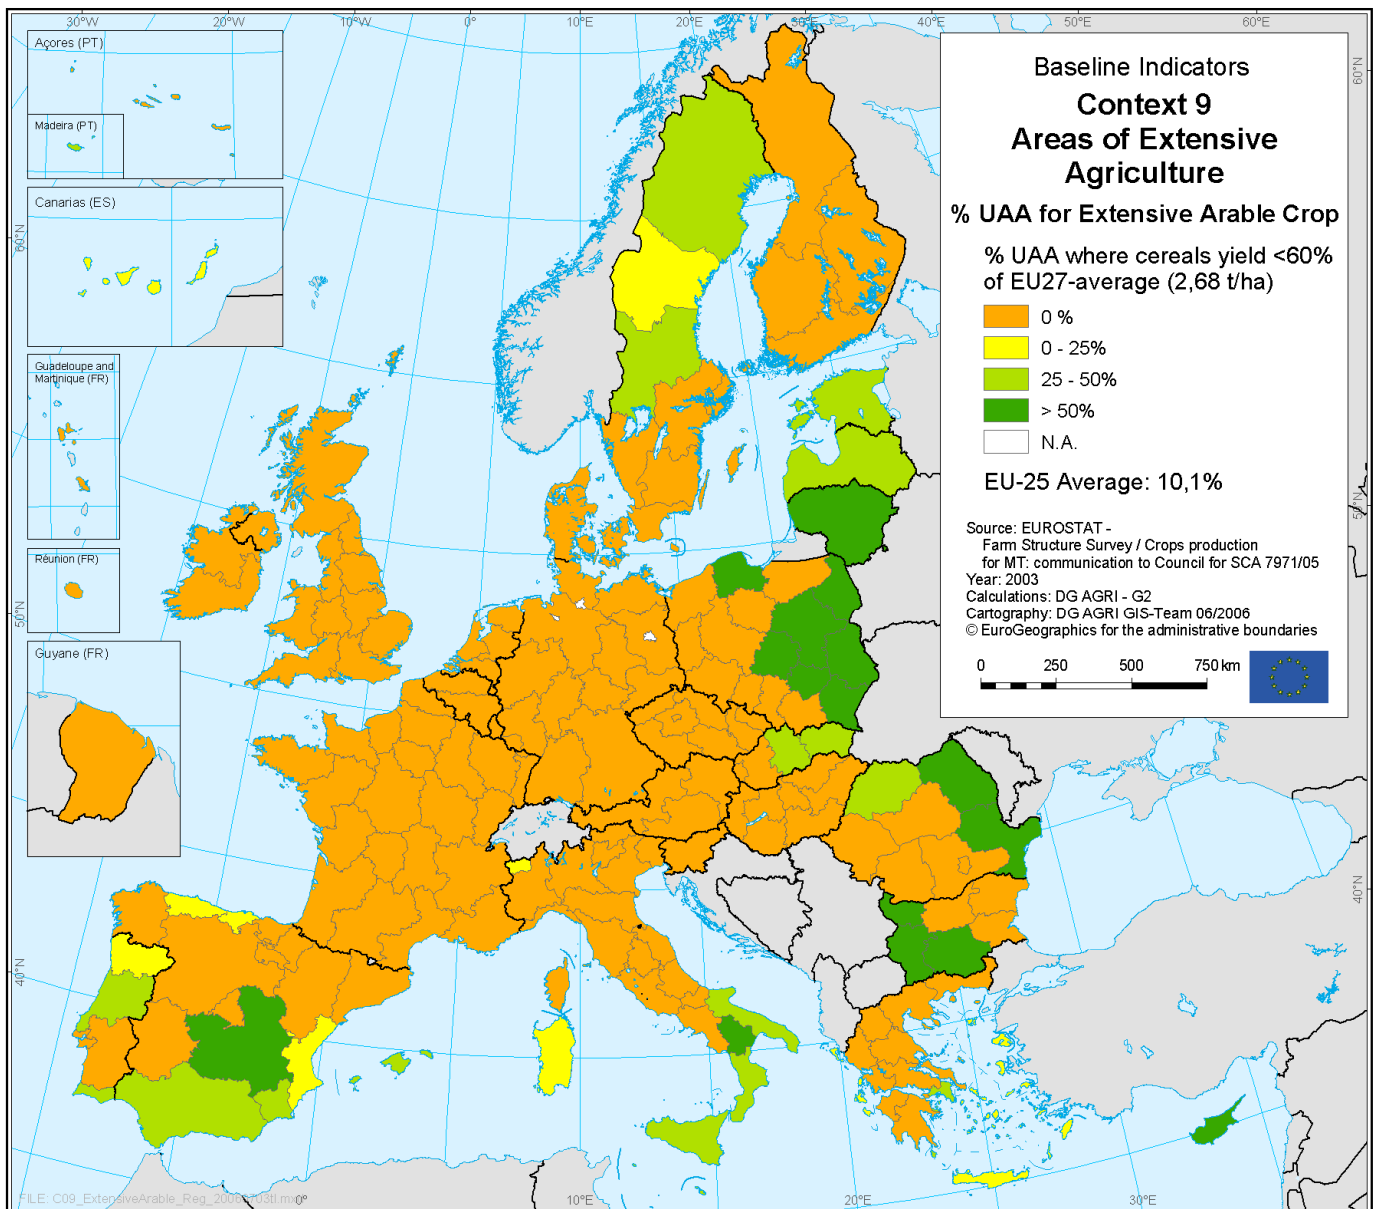 30°W
20°W
10°W
0°E
10°E
20°E
30°E
40°E
50°E
60°E
Açores (PT)
Madeira (PT)
Canarias (ES)
Guadeloupe and
Martinique (FR)
Réunion (FR)
Guyane (FR)
Baseline Indicators
Context 9
Areas of Extensive
Agriculture
% UAA for Extensive Arable Crop
% UAA where cereals yield <60%
of EU27-average (2,68 t/ha)
0 %
0 - 25%
25 - 50%
> 50%
N.A.
EU-25 Average: 10,1%
Source: EUROSTAT -
Farm Structure Survey / Crops production
for MT: communication to Council for SCA 7971/05
Year: 2003
Calculations: DG AGRI - G2
Cartography: DG AGRI GIS-Team 06/2006
© EuroGeographics for the administrative boundaries
0 250 500 750 km
60°N
50°N
40°N
60°N
50°N
40°N
FILE:
0°
10°E
20°E
30°E